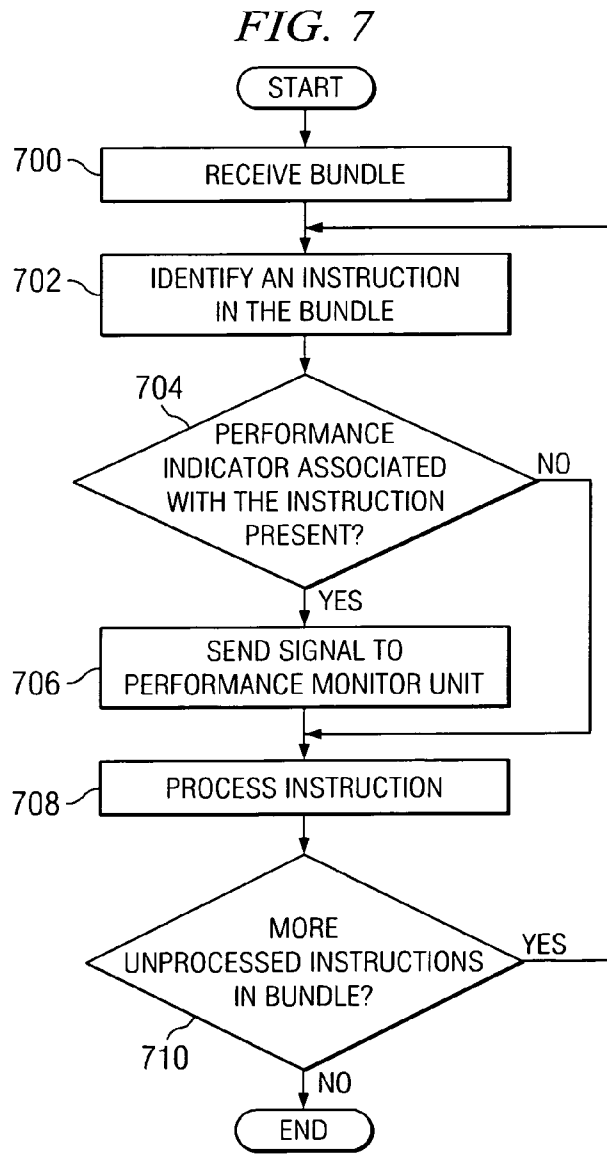 FIG. 7
START
700
RECEIVE BUNDLE
702
IDENTIFY AN INSTRUCTION
IN THE BUNDLE
704
PERFORMANCE
INDICATOR ASSOCIATED
WITH THE INSTRUCTION
PRESENT?
NO
YES
706
SEND SIGNAL TO
PERFORMANCE MONITOR UNIT
708
PROCESS INSTRUCTION
MORE
UNPROCESSED INSTRUCTIONS
IN BUNDLE?
YES
710
NO
END